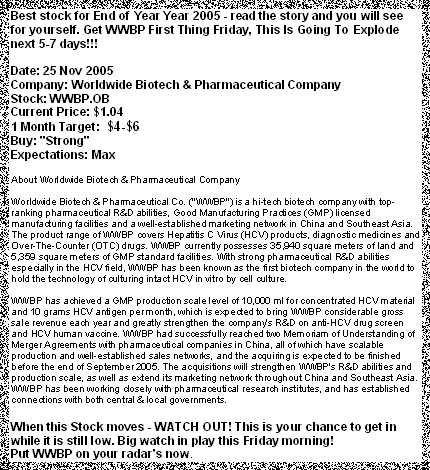 Best stock for End of Year Year 2005 - read the story and you will see
for yourself. Get WWBP First Thing Friday, This Is Going To Explode
next 5-7 days!!!
Date: 25 Nov 2005
Company: Worldwide Biotech & Pharmaceutical Company
Stock: WWBP.OB
Current Price: $1.04
1 Month Target: $4-$6
Buy: "Strong"
Expectations: Max
About Worldwide Biotech & Pharmaceutical Company
Worldwide Biotech & Pharmaceutical Co. ("WWBP") is a hi-tech biotech company with top-
ranking pharmaceutical R&D abilities, Good Manufacturing Practices (GMP) licensed
manufacturing facilities and a well-established marketing network in China and Southeast Asia.
The product range of WWBP covers Hepatitis C Virus (HCV) products, diagnostic medicines and
Over-The-Counter (OTC) drugs. WWBP currently possesses 35,940 square meters of land and
5,359 square meters of GMP standard facilities. With strong pharmaceutical R&D abilities
especially in the HCV field, WWBP has been known as the first biotech company in the world to
hold the technology of culturing intact HCV in vitro by cell culture.
WWBP has achieved a GMP production scale level of 10,000 ml for concentrated HCV material
and 10 grams HCV antigen per month, which is expected to bring WWBP considerable gross
sale revenue each year and greatly strengthen the company's R&D on anti-HCV drug screen
and HCV human vaccine. WWBP had successfully reached two Memoriam of Understanding of
Merger Agreements with pharmaceutical companies in China, all of which have scalable
production and well-established sales networks, and the acquiring is expected to be finished
before the end of September 2005. The acquisitions will strengthen WWBP's R&D abilities and
production scale, as well as extend its marketing network throughout China and Southeast Asia.
WWBP has been working closely with pharmaceutical research institutes, and has established
connections with both central & local governments.
When this Stock moves - WATCH OUT! This is your chance to get in
while it is still low. Big watch in play this Friday morning!
Put WWBP on your radar's now.